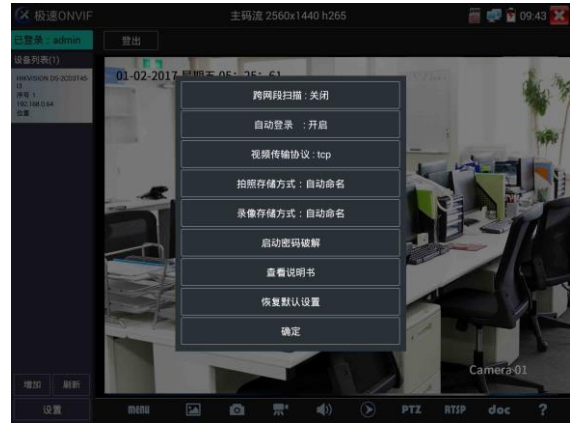 极速ONVIF
主码流 2560x1440 h265
09:43
已登录：admin
登出
设备列表(1)
HIKVISION DS-2CD3T45-I3
序号 1
192.168.0.64
位置
01-02-2017 星期五 05：25：61
跨网段扫描 : 关闭
自动登录 : 开启
视频传输协议 : tcp
拍照存储方式 : 自动命名
录像存储方式 : 自动命名
启动密码破解
查看说明书
恢复默认设置
确定
Camera 01
增加 刷新
设置
menu
PTZ RTSP doc ?